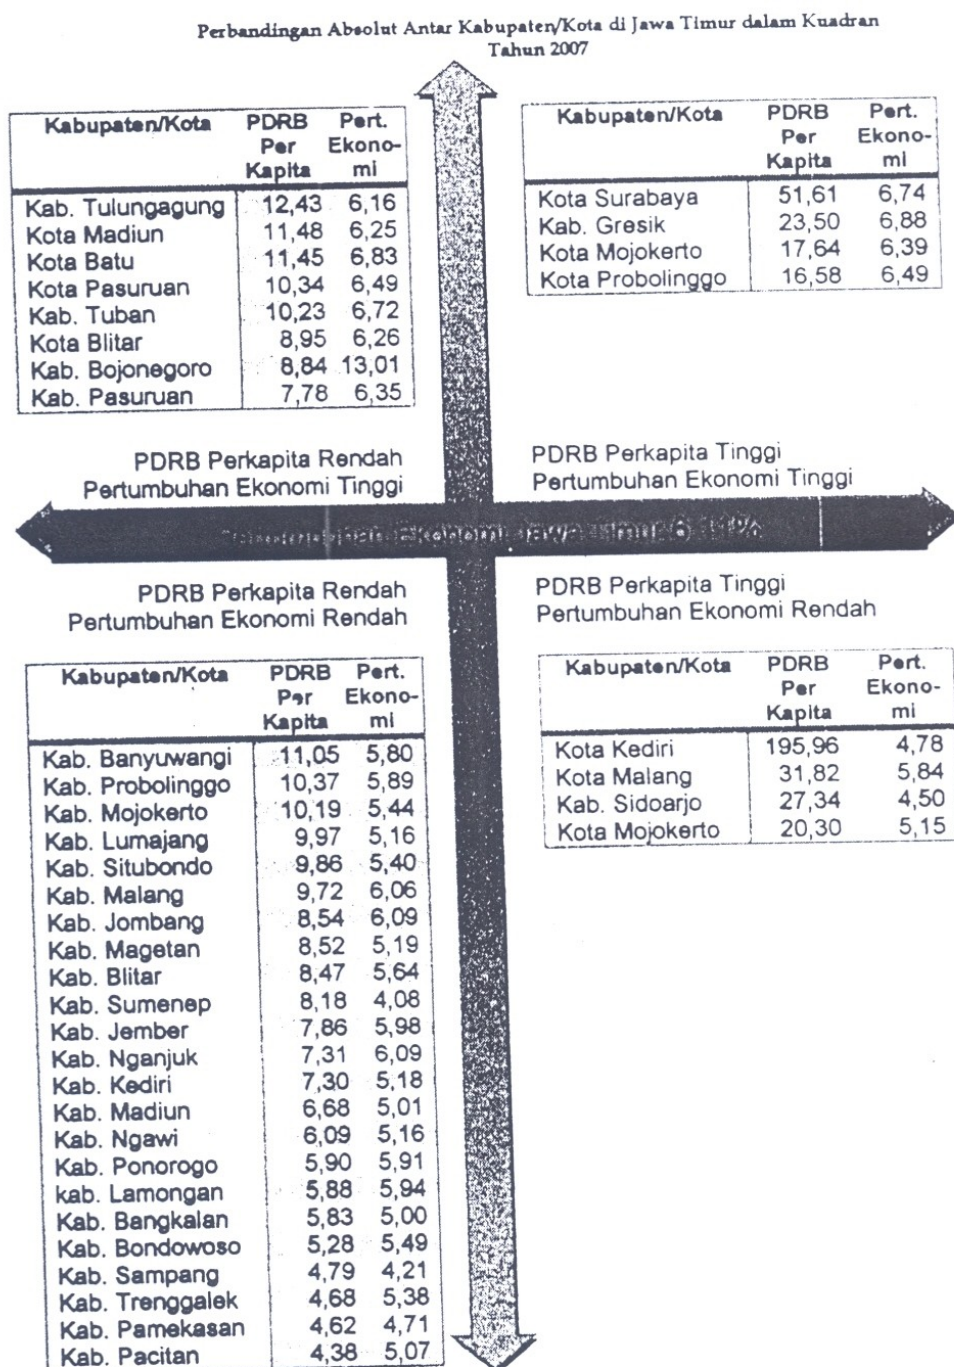 Perbandingan Absolut Antar Kabupaten/Kota di Jawa Timur dalam Kuadran
Tahun 2007
Kabupaten/Kota PDRB Pert.
Per Ekono-
Kapita mi
Kab. Tulungagung 12,43 6,16
Kota Madiun 11,48 6,25
Kota Batu 11,45 6,83
Kota Pasuruan 10,34 6,49
Kab. Tuban 10,23 6,72
Kota Blitar 8,95 6,26
Kab. Bojonegoro 8,84 13,01
Kab. Pasuruan 7,78 6,35
Kabupaten/Kota PDRB Pert.
Per Ekono-
Kapita mi
Kota Surabaya 51,61 6,74
Kab. Gresik 23,50 6,88
Kota Mojokerto 17,64 6,39
Kota Probolinggo 16,58 6,49
PDRB Perkapita Rendah
Pertumbuhan Ekonomi Tinggi
PDRB Perkapita Tinggi
Pertumbuhan Ekonomi Tinggi
Pertumbuhan Ekonomi Jawa Timur 6,11%
PDRB Perkapita Rendah
Pertumbuhan Ekonomi Rendah
PDRB Perkapita Tinggi
Pertumbuhan Ekonomi Rendah
Kabupaten/Kota PDRB Pert.
Per Ekono-
Kapita mi
Kab. Banyuwangi 11,05 5,80
Kab. Probolinggo 10,37 5,89
Kab. Mojokerto 10,19 5,44
Kab. Lumajang 9,97 5,16
Kab. Situbondo 9,86 5,40
Kab. Malang 9,72 6,06
Kab. Jombang 8,54 6,09
Kab. Magetan 8,52 5,19
Kab. Blitar 8,47 5,64
Kab. Sumenep 8,18 4,08
Kab. Jember 7,86 5,98
Kab. Nganjuk 7,31 6,09
Kab. Kediri 7,30 5,18
Kab. Madiun 6,68 5,01
Kab. Ngawi 6,09 5,16
Kab. Ponorogo 5,90 5,91
kab. Lamongan 5,88 5,94
Kab. Bangkalan 5,83 5,00
Kab. Bondowoso 5,28 5,49
Kab. Sampang 4,79 4,21
Kab. Trenggalek 4,68 5,38
Kab. Pamekasan 4,62 4,71
Kab. Pacitan 4,38 5,07
Kabupaten/Kota PDRB Pert.
Per Ekono-
Kapita mi
Kota Kediri 195,96 4,78
Kota Malang 31,82 5,84
Kab. Sidoarjo 27,34 4,50
Kota Mojokerto 20,30 5,15